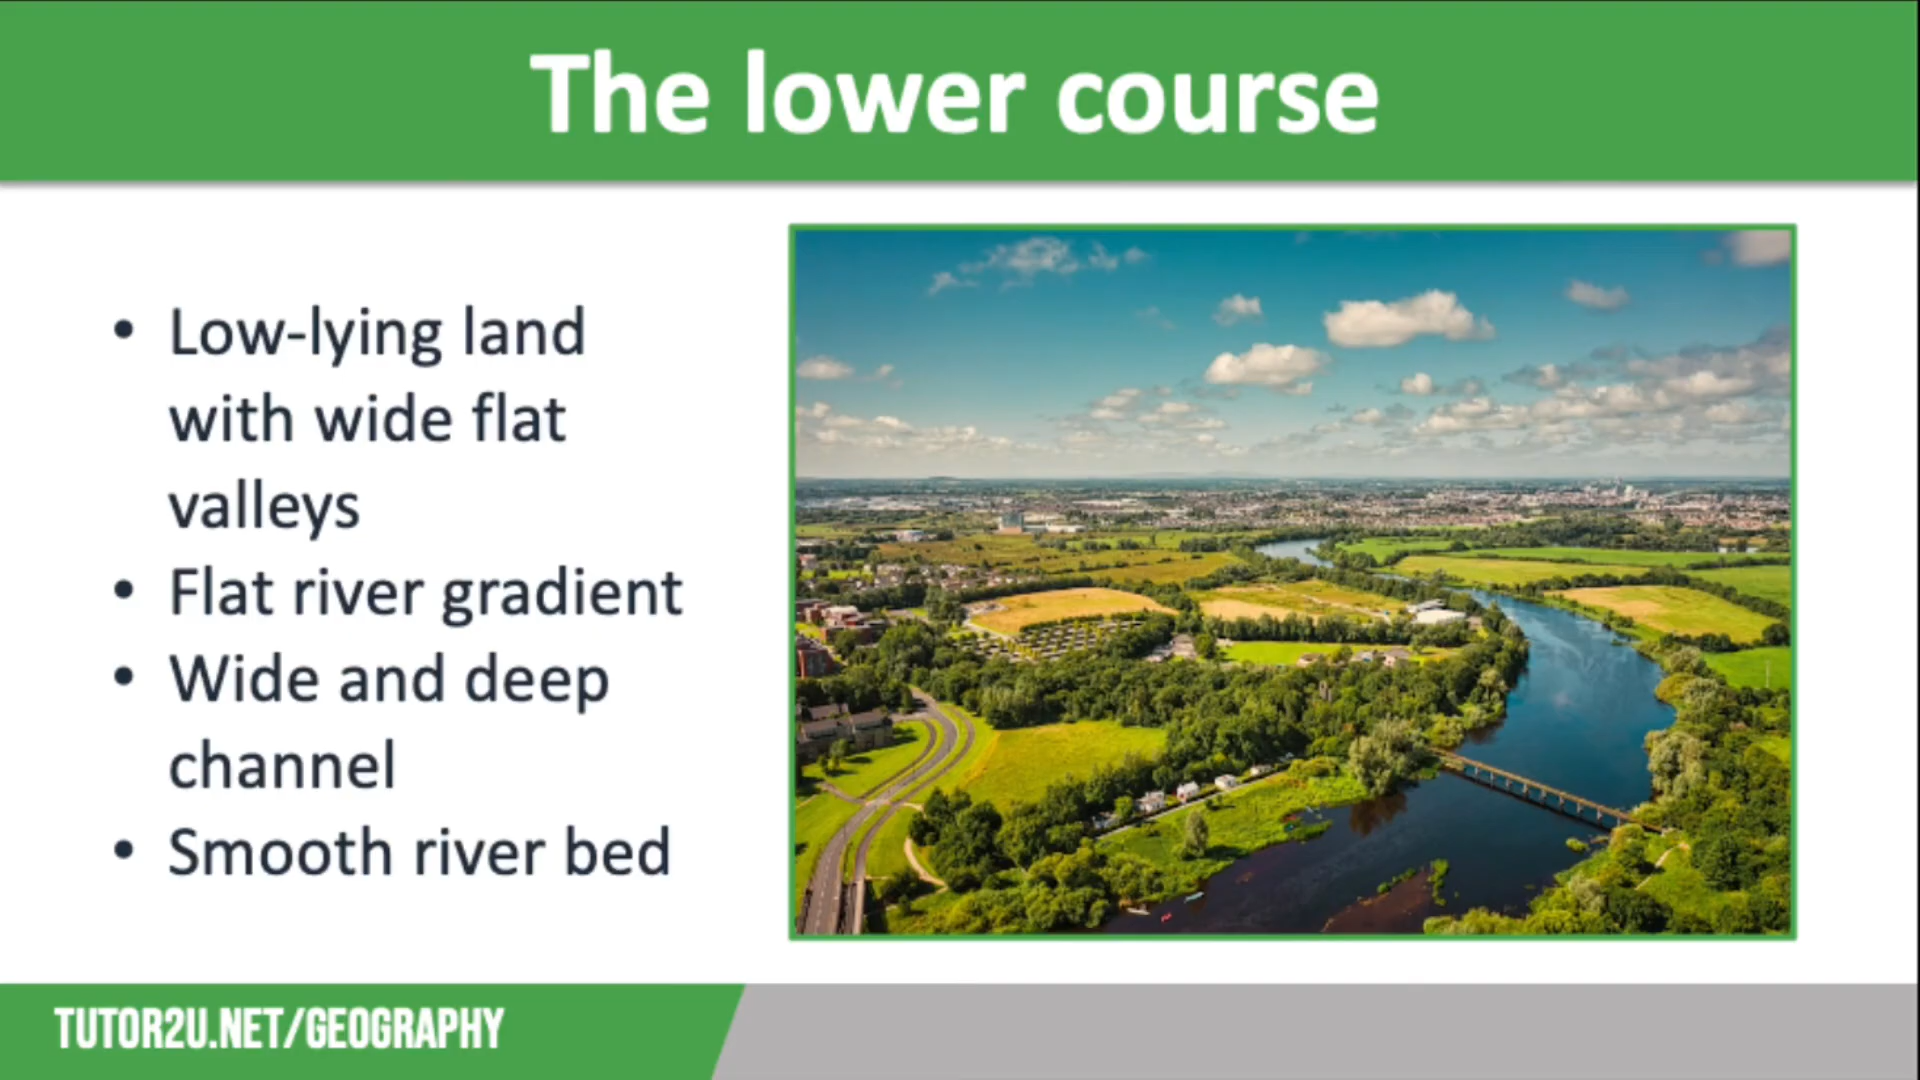 The lower course
• Low-lying land
with wide flat
valleys
• Flat river gradient
• Wide and deep
channel
• Smooth river bed
TUTOR2U.NET/GEOGRAPHY